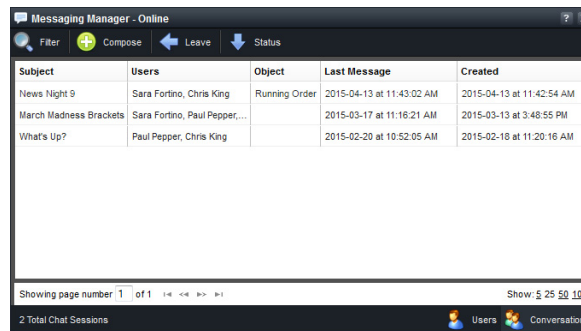 Messaging Manager - Online ?
Filter Compose Leave Status
Subject Users Object Last Message Created
News Night 9 Sara Fortino, Chris King Running Order 2015-04-13 at 11:43:02 AM 2015-04-13 at 11:42:54 AM
March Madness Brackets Sara Fortino, Paul Pepper,... 2015-03-17 at 11:16:21 AM 2015-03-13 at 3:48:55 PM
What's Up? Paul Pepper, Chris King 2015-02-20 at 10:52:05 AM 2015-02-18 at 11:20:16 AM
Showing page number 1 of 1 Show: 5 25 50 10
2 Total Chat Sessions Users Conversatio